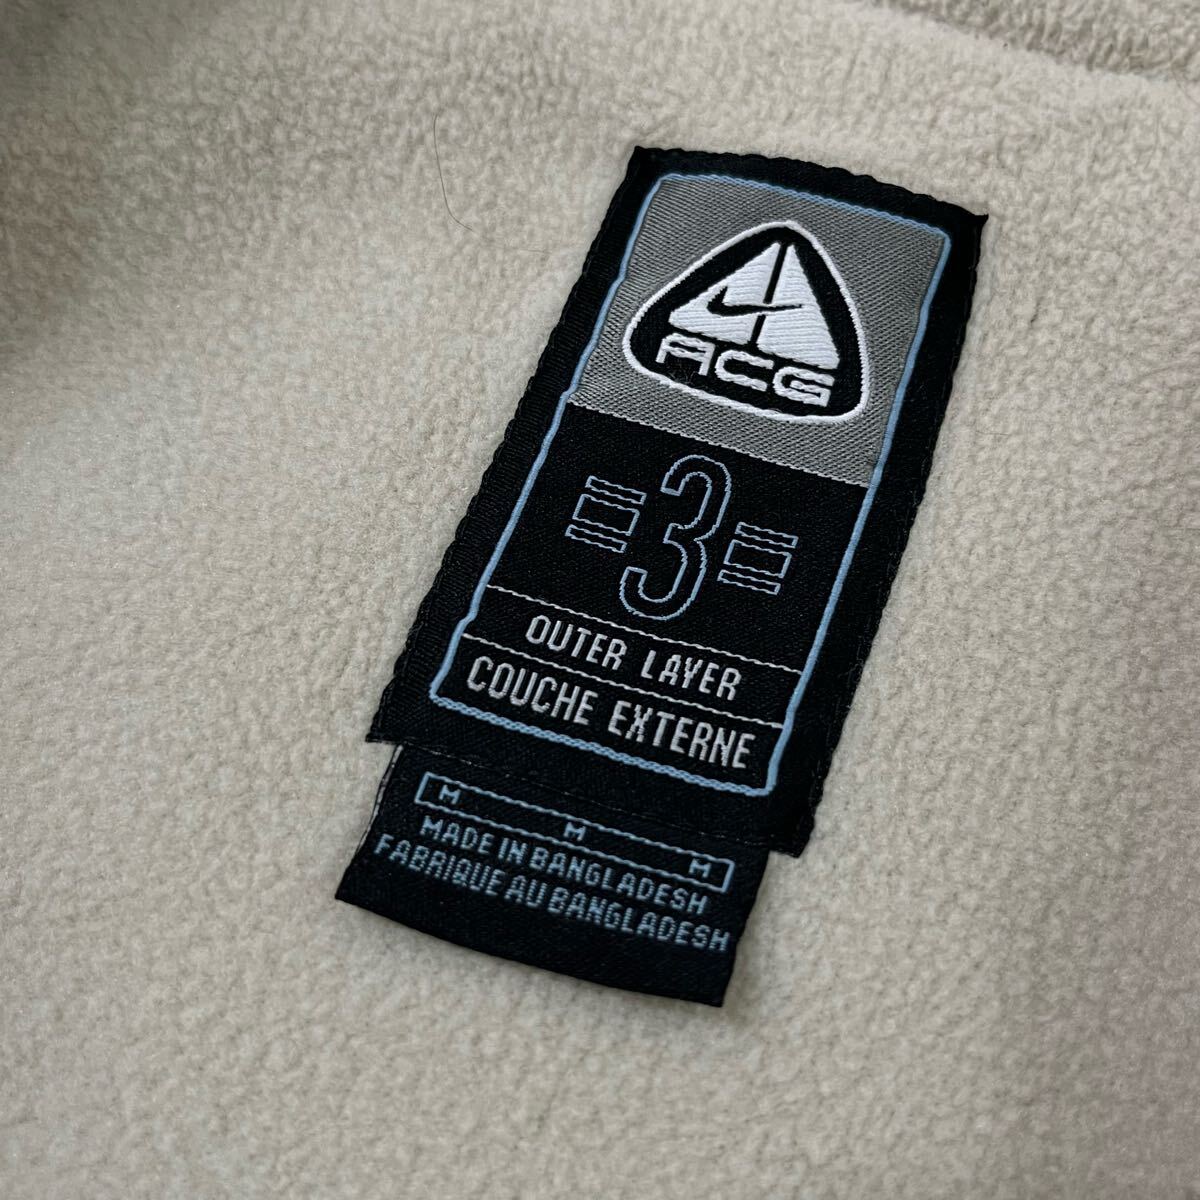 ACG
3
OUTER LAYER
COUCHE EXTERNE
M M M
MADE IN BANGLADESH
FABRIQUE AU BANGLADESH